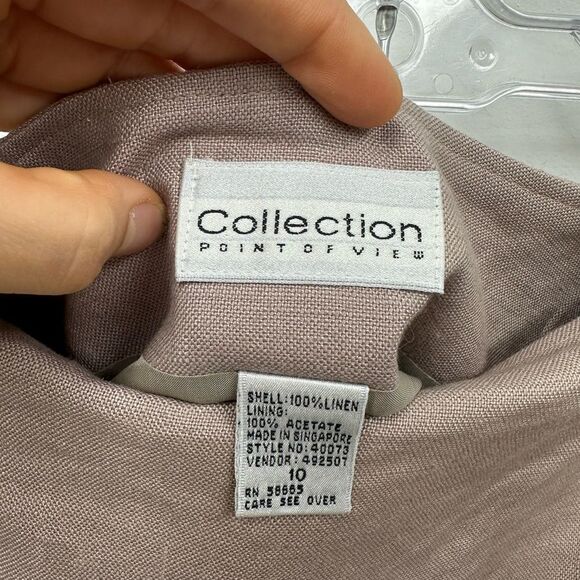 Collection
POINT OF VIEW
SHELL:100%LINEN
LINING:
100% ACETATE
MADE IN SINGAPORE
STYLE NO:40073
VENDOR:492507
10
RN 58665
CARE SEE OVER